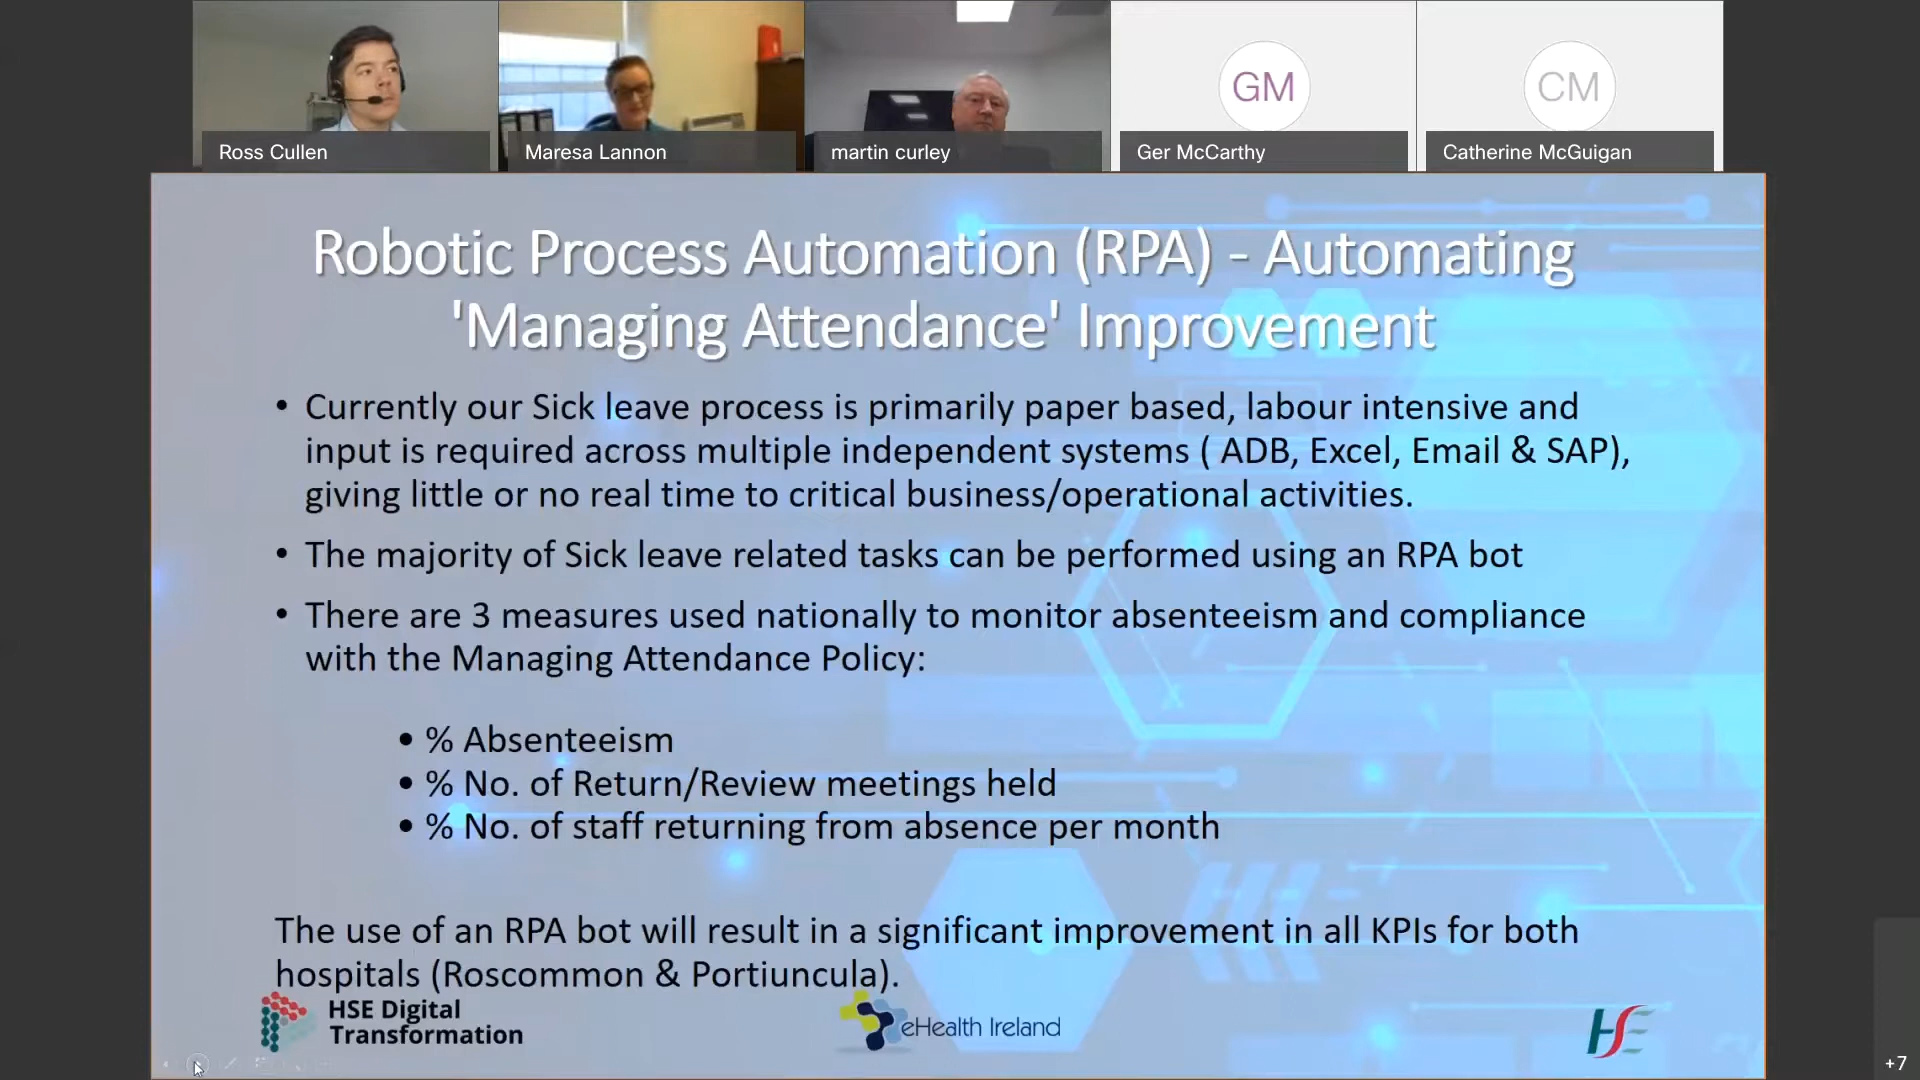 Ross Cullen
Maresa Lannon
martin curley
GM
Ger McCarthy
CM
Catherine McGuigan
Robotic Process Automation (RPA) - Automating
'Managing Attendance' Improvement
• Currently our Sick leave process is primarily paper based, labour intensive and
input is required across multiple independent systems ( ADB, Excel, Email & SAP),
giving little or no real time to critical business/operational activities.
• The majority of Sick leave related tasks can be performed using an RPA bot
• There are 3 measures used nationally to monitor absenteeism and compliance
with the Managing Attendance Policy:
• % Absenteeism
• % No. of Return/Review meetings held
• % No. of staff returning from absence per month
The use of an RPA bot will result in a significant improvement in all KPIs for both
hospitals (Roscommon & Portiuncula).
HSE Digital
Transformation
eHealth Ireland
HSE
+7